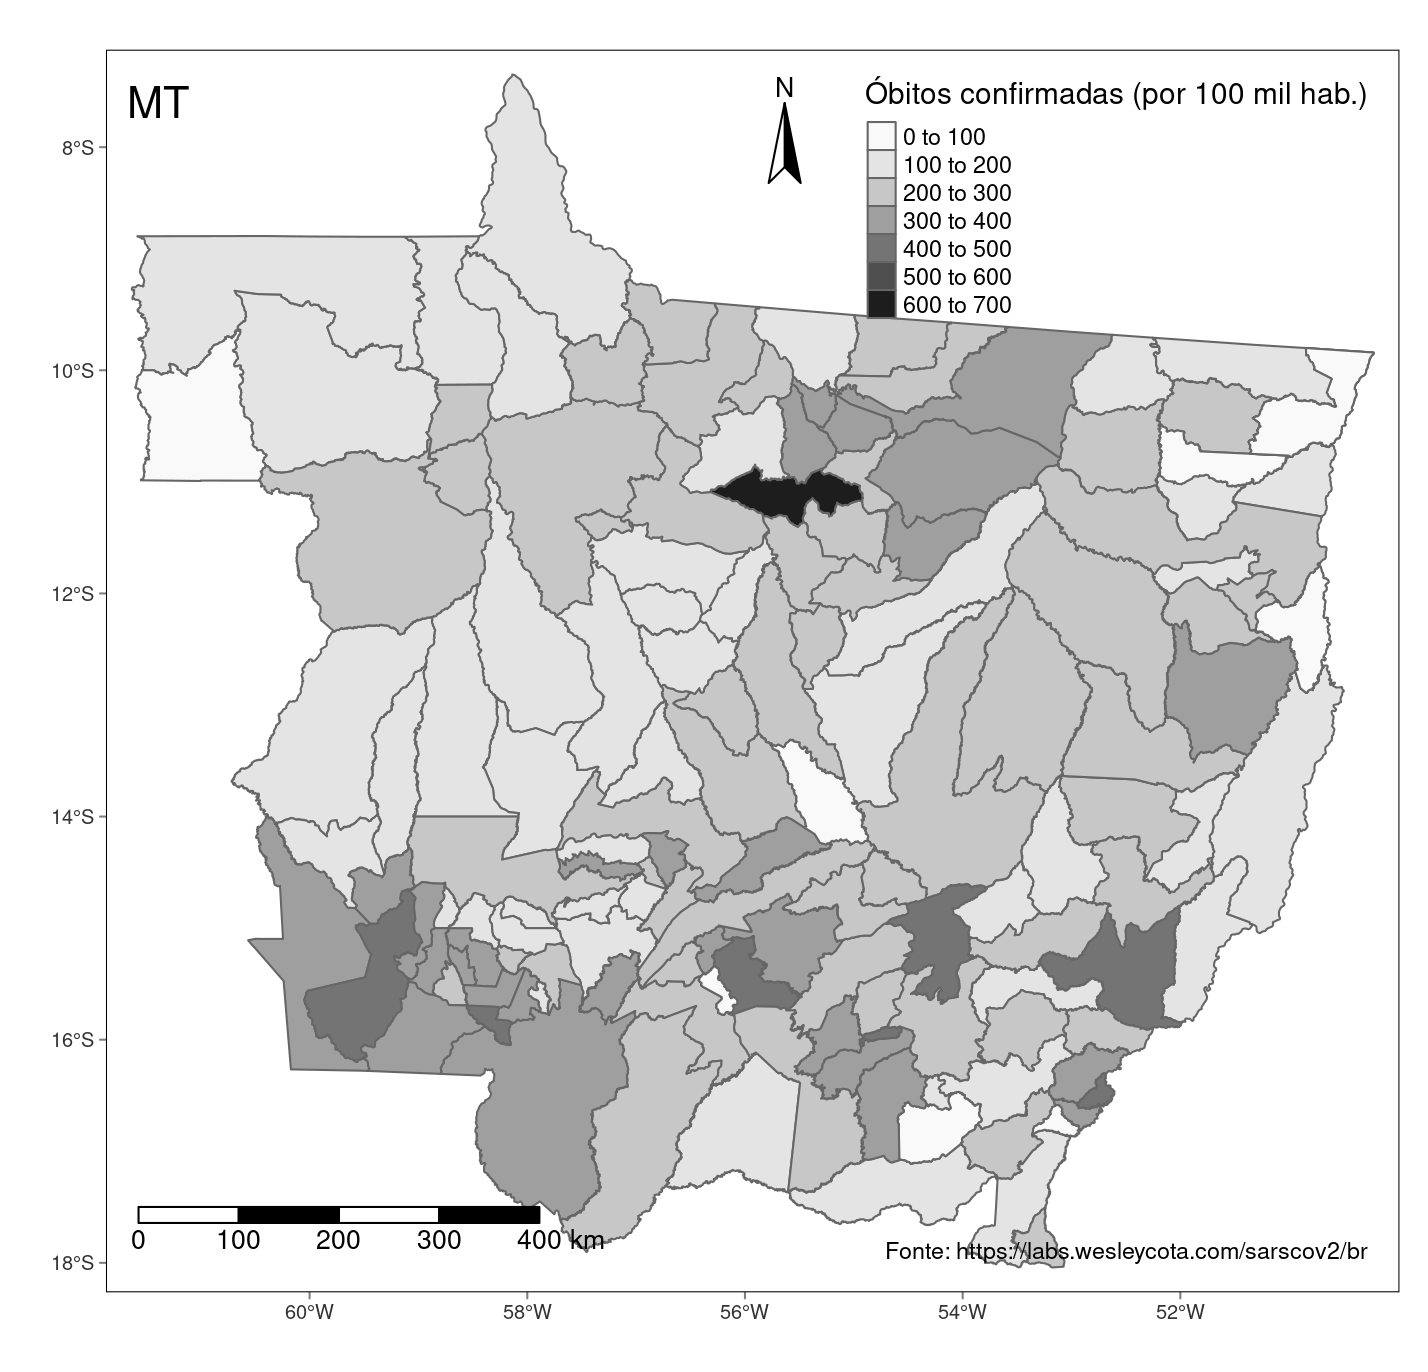 MT
N
Óbitos confirmadas (por 100 mil hab.)
0 to 100
100 to 200
200 to 300
300 to 400
400 to 500
500 to 600
600 to 700
8°S
10°S
12°S
14°S
16°S
18°S
0 100 200 300 400 km
Fonte: https://labs.wesleycota.com/sarscov2/br
60°W 58°W 56°W 54°W 52°W